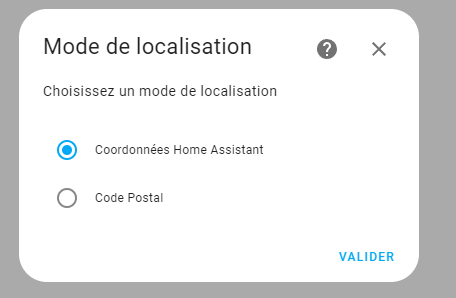 Mode de localisation
Choisissez un mode de localisation
Coordonnées Home Assistant
Code Postal
VALIDER